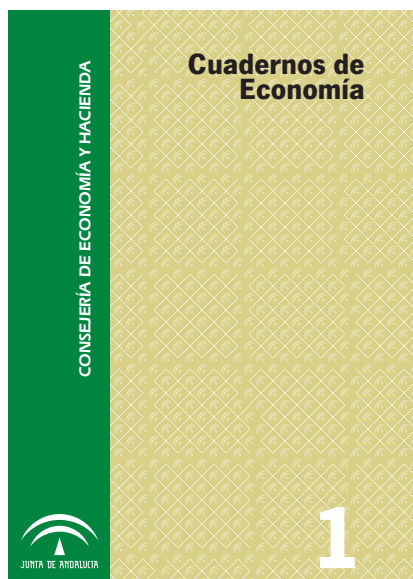 Cuadernos de
Economía
CONSEJERÍA DE ECONOMÍA Y HACIENDA
JUNTA DE ANDALUCIA
1